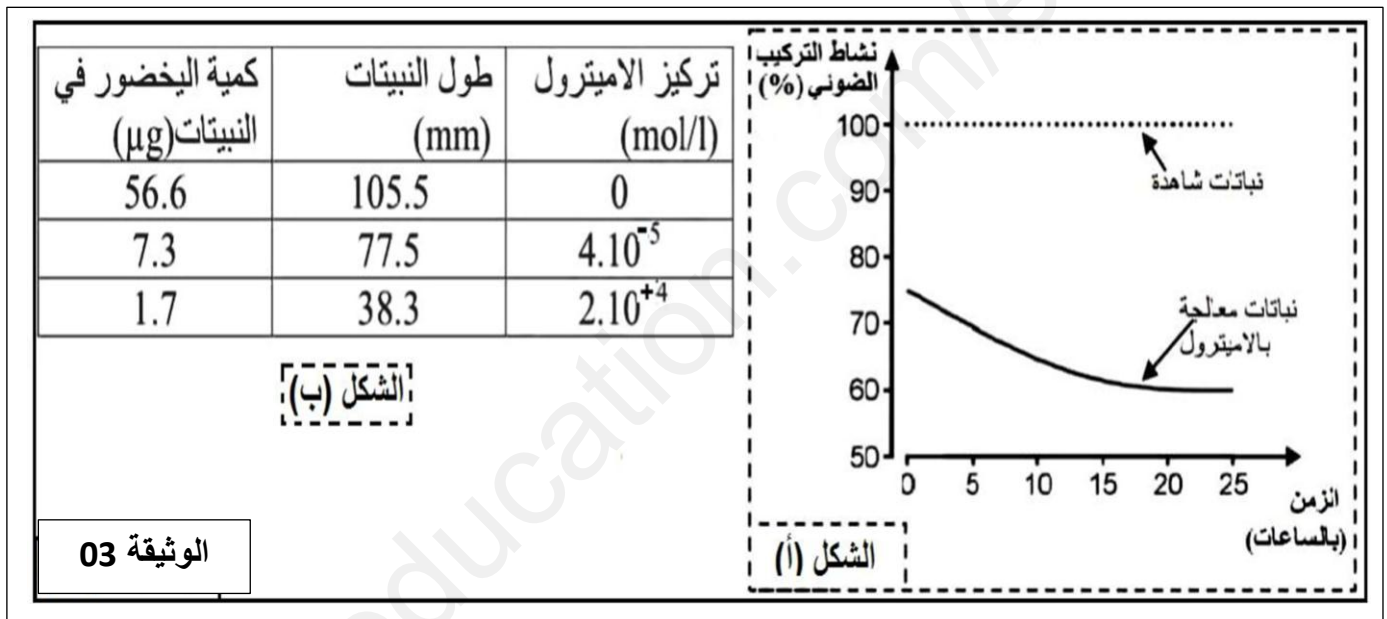 نشاط التركيب
الضوئي (%)
100
90
80
70
60
50
0 5 10 15 20 25
الزمن
(بالساعات)
نباتات شاهدة
نباتات معالجة
بالاميترول
الشكل (أ)
تركيز الاميترول (mol/l) طول النبيتات (mm) كمية اليخضور في النبيتات(µg)
0 105.5 56.6
4.10⁻⁵ 77.5 7.3
2.10⁺⁴ 38.3 1.7
الشكل (ب)
الوثيقة 03
education.com/e